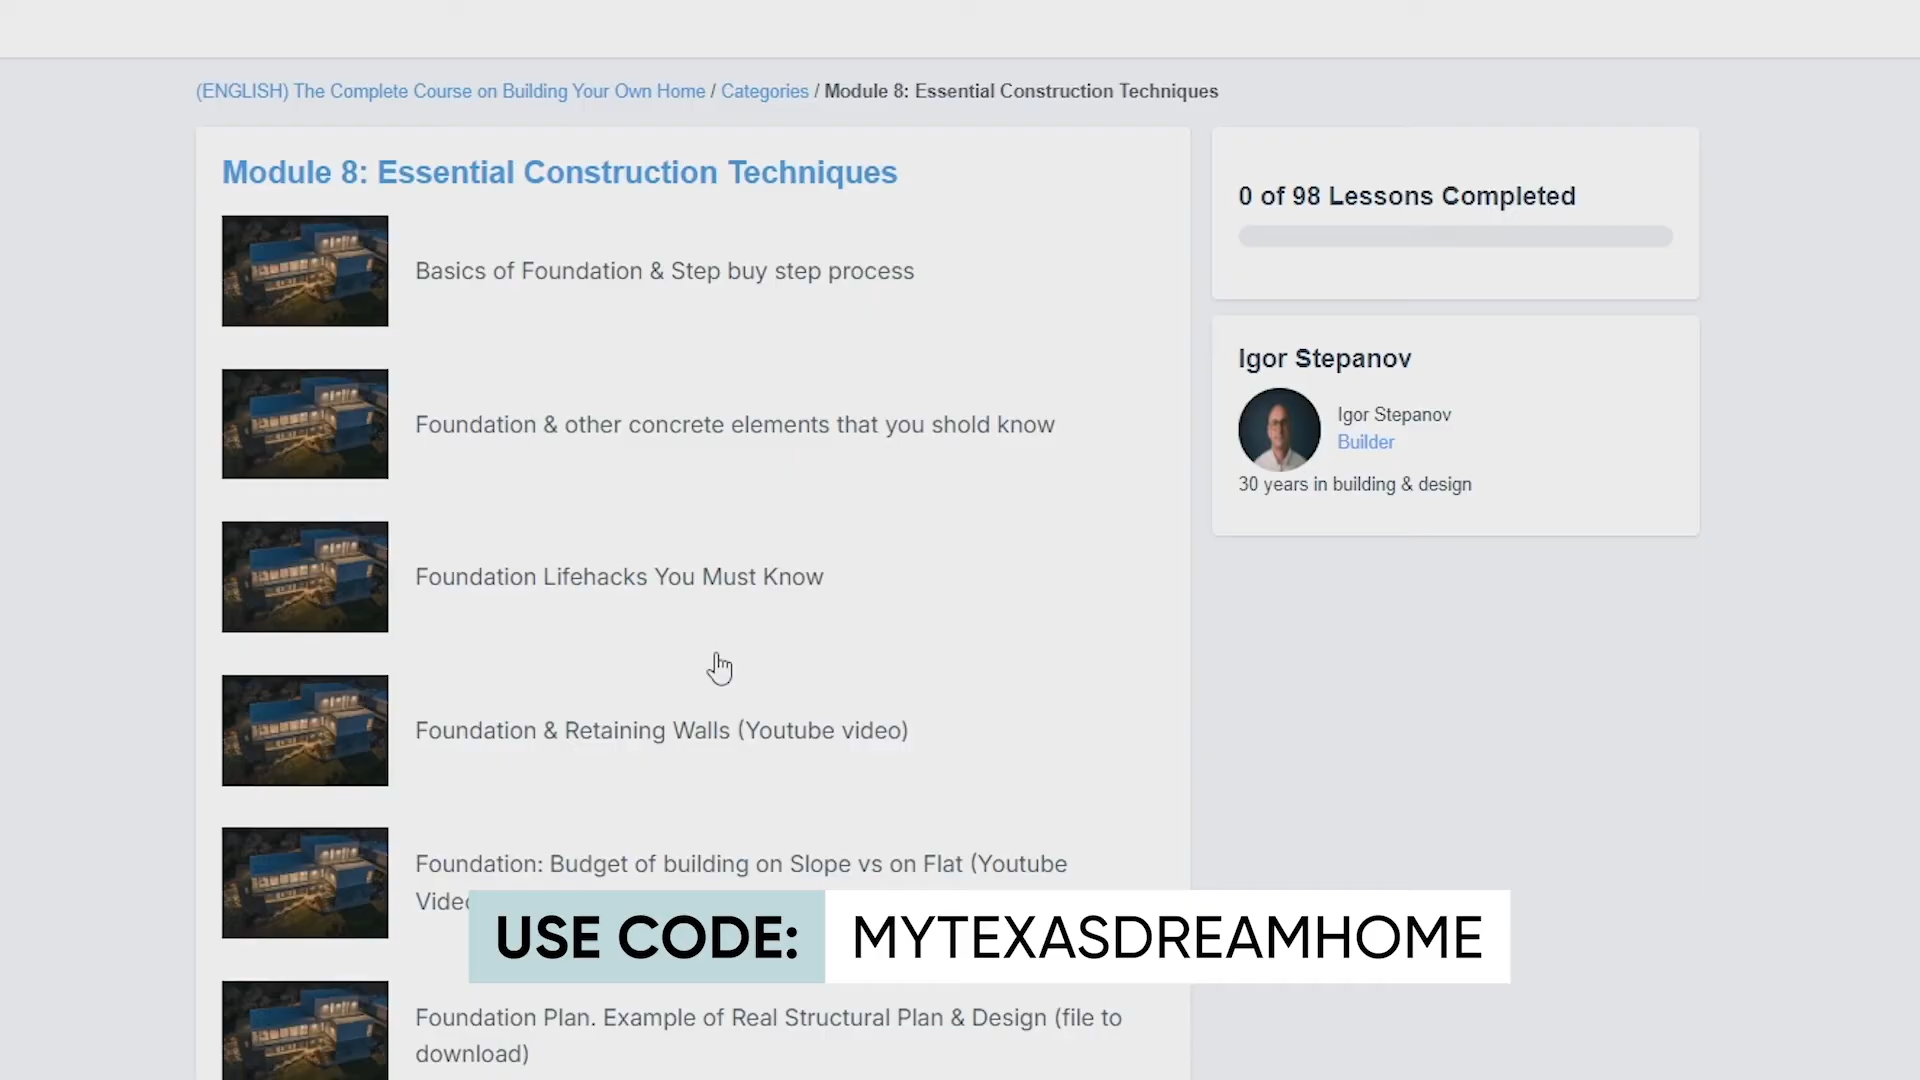 (ENGLISH) The Complete Course on Building Your Own Home / Categories / Module 8: Essential Construction Techniques
Module 8: Essential Construction Techniques
Basics of Foundation & Step buy step process
Foundation & other concrete elements that you shold know
Foundation Lifehacks You Must Know
Foundation & Retaining Walls (Youtube video)
Foundation: Budget of building on Slope vs on Flat (Youtube
Foundation Plan. Example of Real Structural Plan & Design (file to
download)
0 of 98 Lessons Completed
Igor Stepanov
Igor Stepanov
Builder
30 years in building & design
USE CODE: MYTEXASDREAMHOME